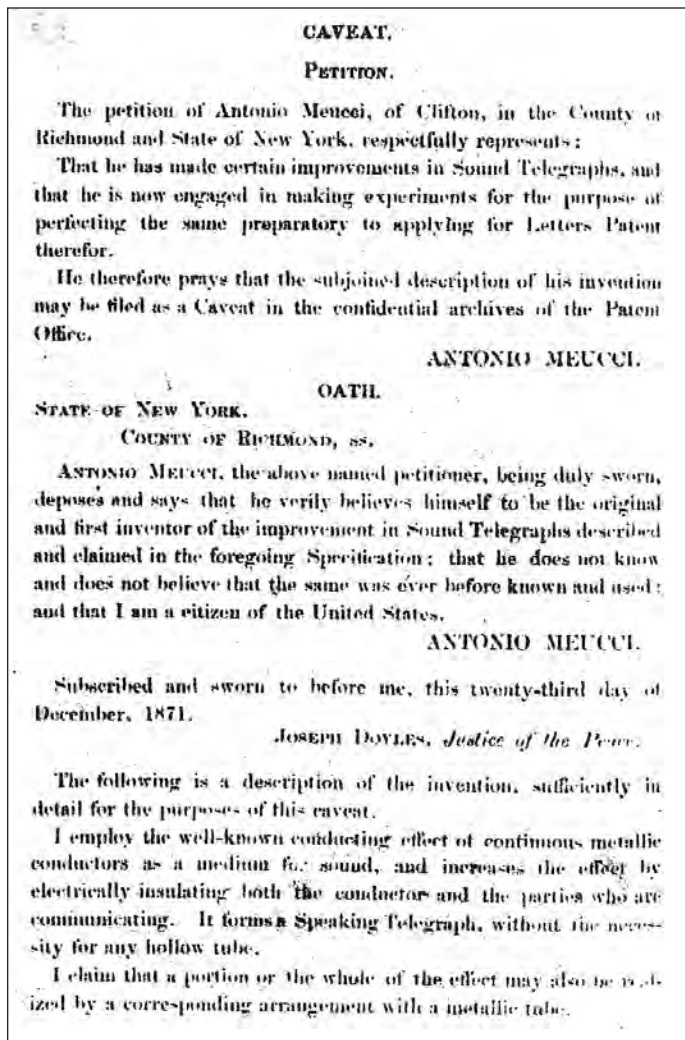 CAVEAT.
PETITION.
The petition of Antonio Meucci, of Clifton, in the County of
Richmond and State of New York, respectfully represents:
That he has made certain improvements in Sound Telegraphs, and
that he is now engaged in making experiments for the purpose of
perfecting the same preparatory to applying for Letters Patent
therefor.
He therefore prays that the subjoined description of his invention
may be filed as a Caveat in the confidential archives of the Patent
Office.
ANTONIO MEUCCI.
OATH.
STATE OF NEW YORK.
COUNTY OF RICHMOND, ss.
ANTONIO MEUCCI, the above named petitioner, being duly sworn,
deposes and says that he verily believes himself to be the original
and first inventor of the improvement in Sound Telegraphs described
and claimed in the foregoing Specification; that he does not know
and does not believe that the same was ever before known and used;
and that I am a citizen of the United States.
ANTONIO MEUCCI.
Subscribed and sworn to before me, this twenty-third day of
December, 1871.
JOSEPH DOYLES, Justice of the Peace.
The following is a description of the invention, sufficiently in
detail for the purposes of this caveat.
I employ the well-known conducting effect of continuous metallic
conductors as a medium for sound, and increases the effect by
electrically insulating both the conductor and the parties who are
communicating. It forms a Speaking Telegraph, without the neces-
sity for any hollow tube.
I claim that a portion or the whole of the effect may also be real-
ized by a corresponding arrangement with a metallic tube.